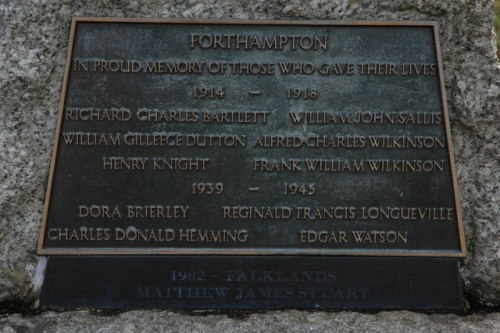 FORTHAMPTON
IN PROUD MEMORY OF THOSE WHO GAVE THEIR LIVES
1914 - 1918
RICHARD CHARLES BARTLETT WILLIAM JOHN SALLIS
WILLIAM GILLEECE DUTTON ALFRED CHARLES WILKINSON
HENRY KNIGHT FRANK WILLIAM WILKINSON
1939 - 1945
DORA BRIERLEY REGINALD FRANCIS LONGUEVILLE
CHARLES DONALD HEMMING EDGAR WATSON
1982 - FALKLANDS
MATTHEW JAMES STUART